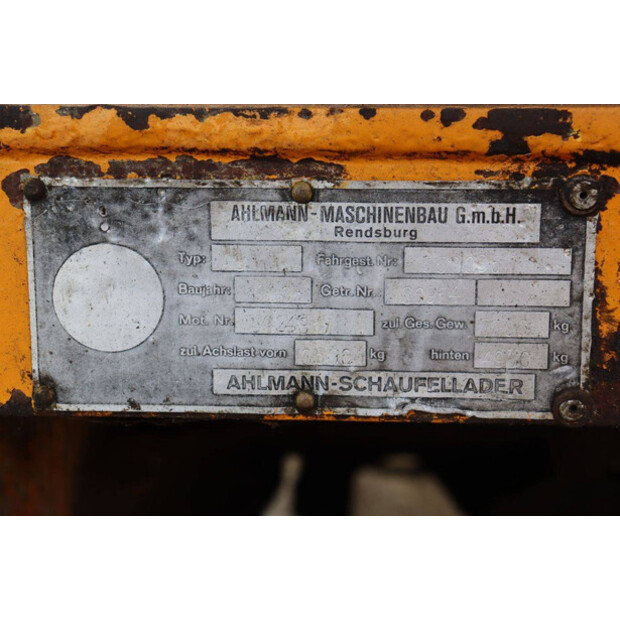 AHLMANN-MASCHINENBAU G.m.b.H.
Rendsburg
Typ: Fahrgest. Nr.:
Baujahr: Getr. Nr.
Mot. Nr. zul. Ges. Gew. kg
zul. Achslast vorn kg hinten kg
AHLMANN-SCHAUFELLADER